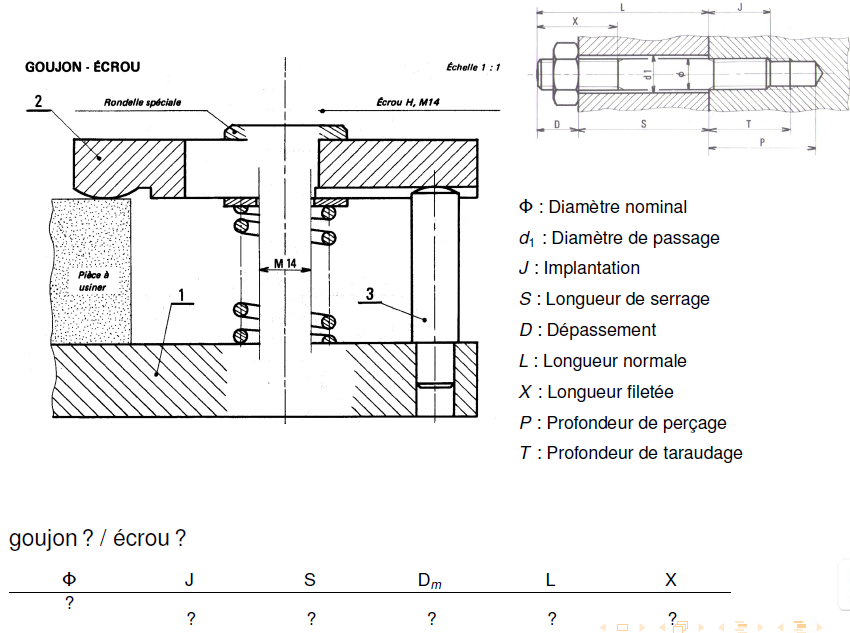 GOUJON - ÉCROU
Échelle 1 : 1
2
Rondelle spéciale
Écrou H, M14
M 14
Pièce à
usiner
1
3
L
X
J
d1
Φ
D
S
T
P
Φ : Diamètre nominal
d₁ : Diamètre de passage
J : Implantation
S : Longueur de serrage
D : Dépassement
L : Longueur normale
X : Longueur filetée
P : Profondeur de perçage
T : Profondeur de taraudage
goujon ? / écrou ?
Φ J S Dₘ L X
?
? ? ? ? ?